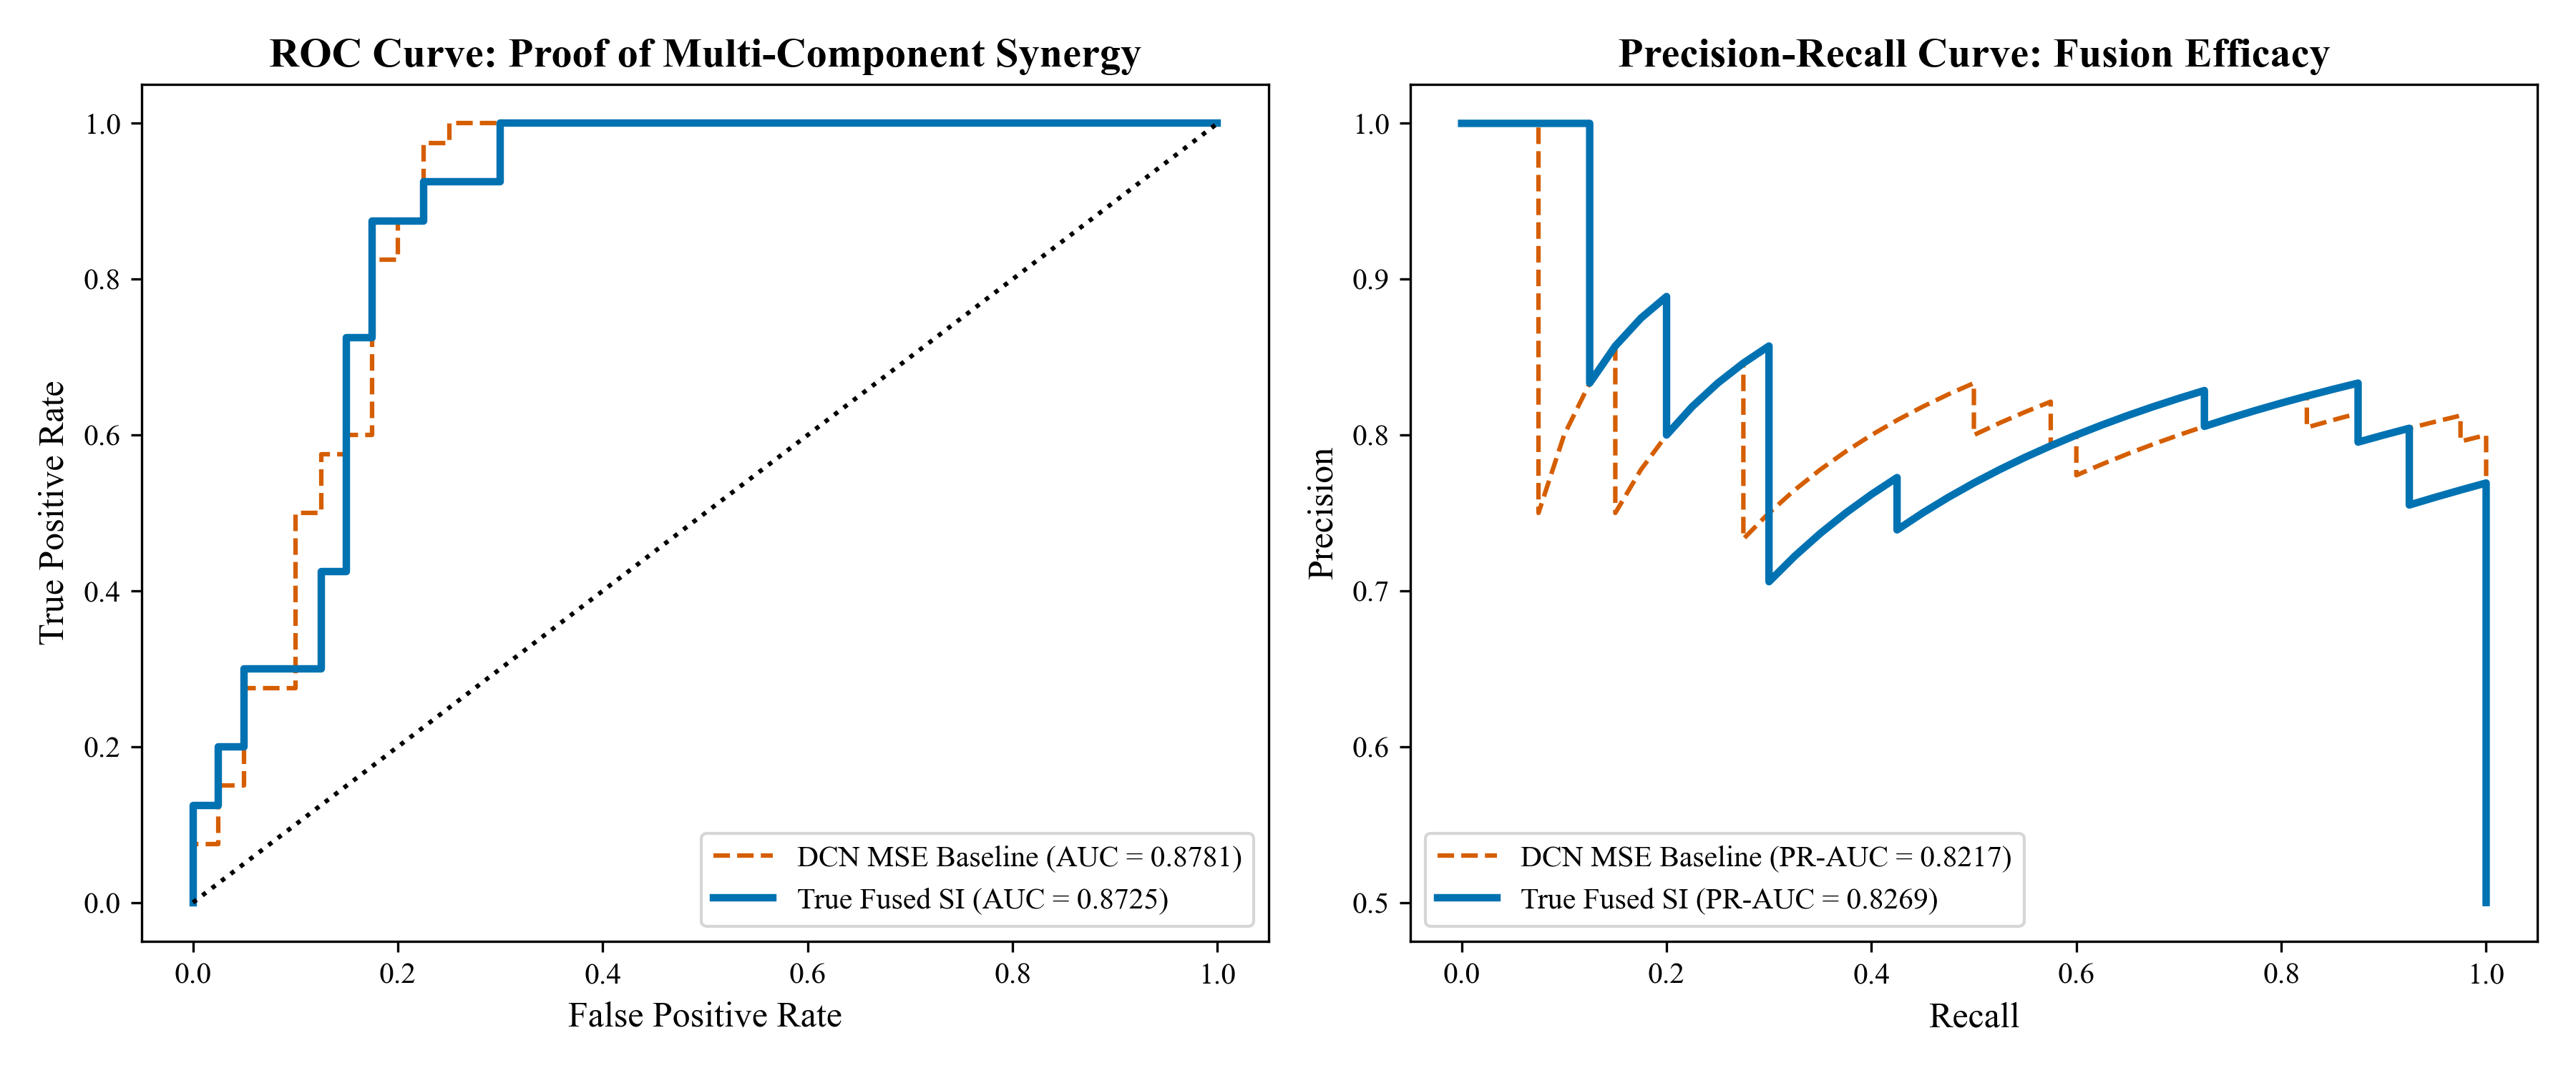 ROC Curve: Proof of Multi-Component Synergy
True Positive Rate
1.0
0.8
0.6
0.4
0.2
0.0
DCN MSE Baseline (AUC = 0.8781)
True Fused SI (AUC = 0.8725)
0.0 0.2 0.4 0.6 0.8 1.0
False Positive Rate
Precision-Recall Curve: Fusion Efficacy
Precision
1.0
0.9
0.8
0.7
0.6
0.5
DCN MSE Baseline (PR-AUC = 0.8217)
True Fused SI (PR-AUC = 0.8269)
0.0 0.2 0.4 0.6 0.8 1.0
Recall